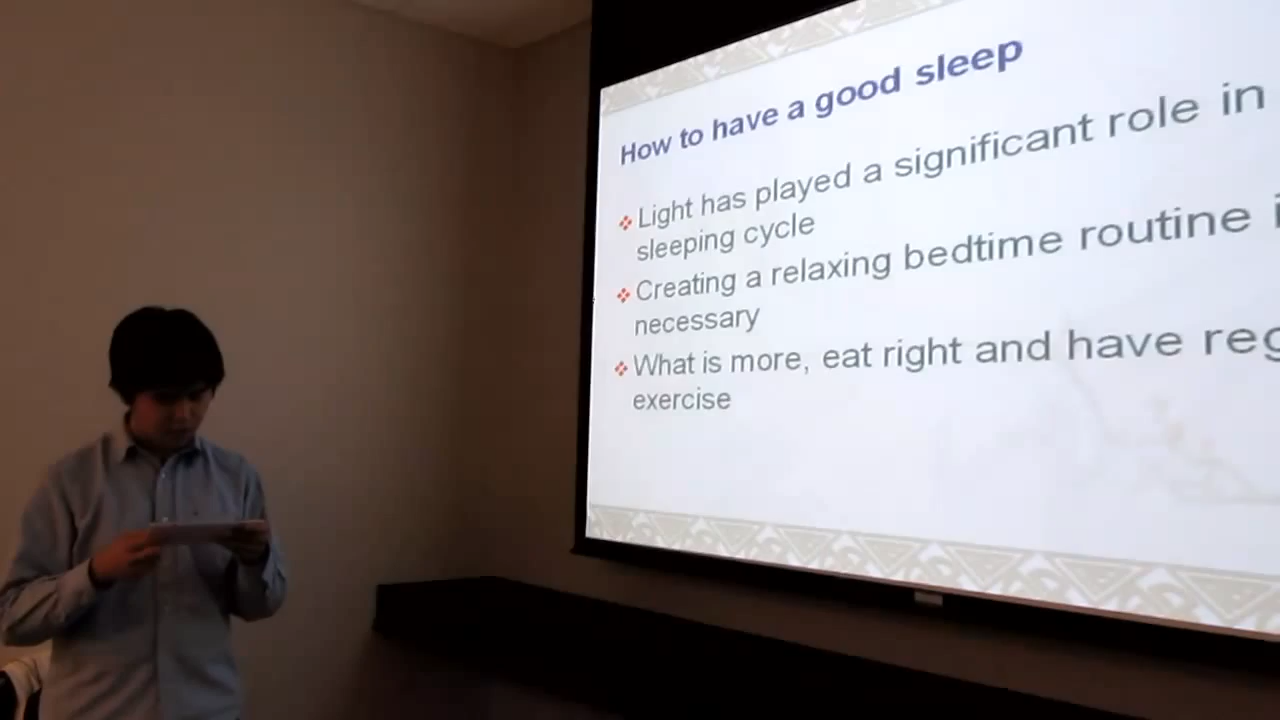 How to have a good sleep
Light has played a significant role in
sleeping cycle
Creating a relaxing bedtime routine
necessary
What is more, eat right and have
exercise